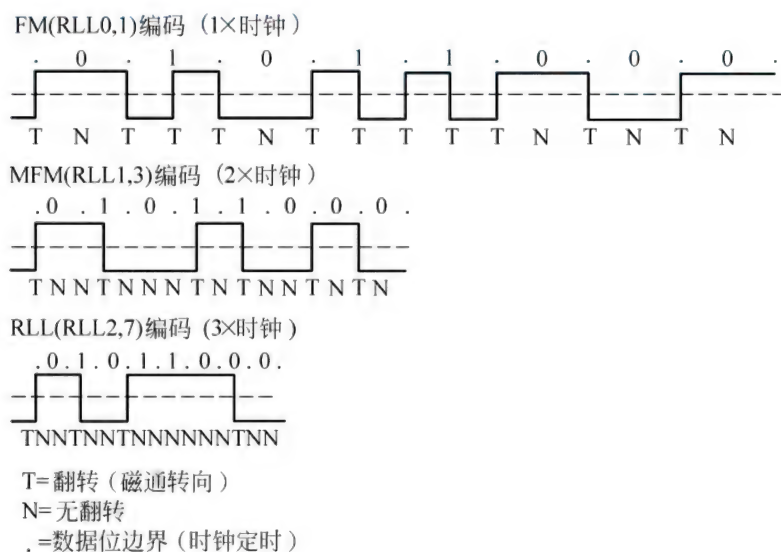 FM(RLL0,1)编码（1×时钟）
. 0 . 1 . 0 . 1 . 1 . 0 . 0 . 0 .
T N T T T N T T T T T N T N T N
MFM(RLL1,3)编码（2×时钟）
. 0 . 1 . 0 . 1 . 1 . 0 . 0 . 0 .
T N N T N N N T N T N N T N T N
RLL(RLL2,7)编码 (3×时钟 )
. 0 . 1 . 0 . 1 . 1 . 0 . 0 . 0 .
TNNTNNTNNNNNNTNN
T=翻转（磁通转向）
N=无翻转
. =数据位边界（时钟定时）